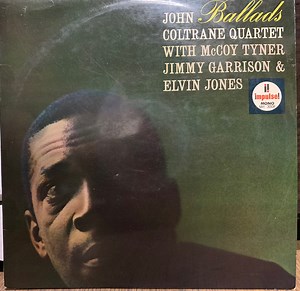 JOHN Ballads
COLTRANE QUARTET
WITH McCOY TYNER
JIMMY GARRISON &
ELVIN JONES
i!
impulse!
MONO